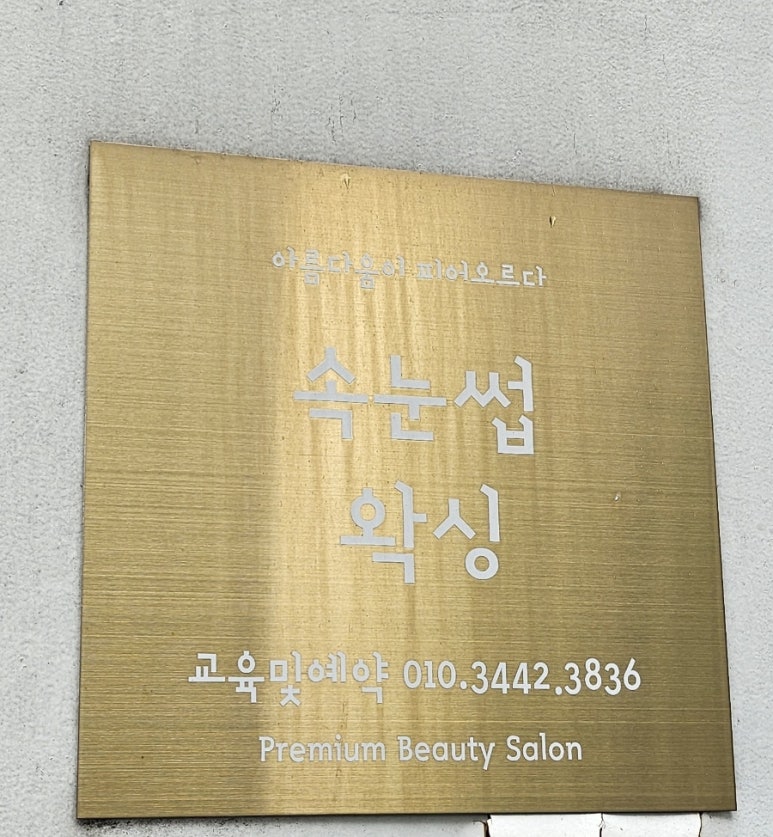 아름다움이 피어오르다
속눈썹
왁싱
교육및예약 010.3442.3836
Premium Beauty Salon